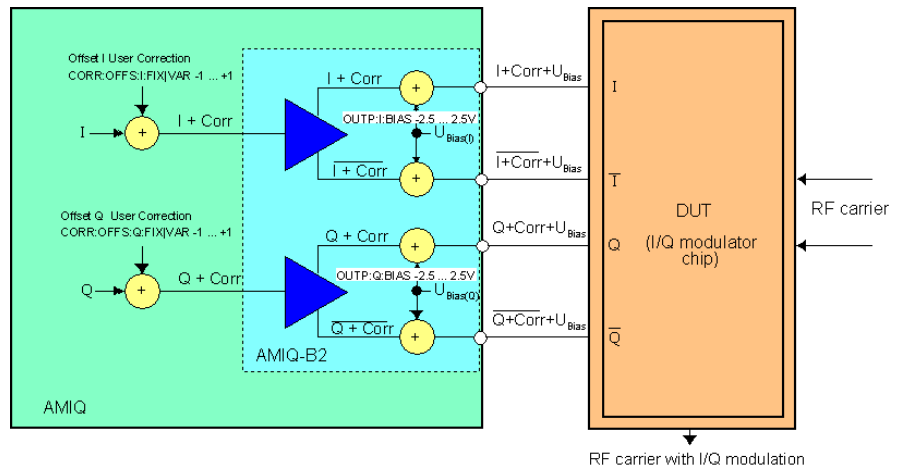 Offset I User Correction
CORR:OFFS:I:FIX|VAR -1 ... +1
I
+
I + Corr
I + Corr
+
OUTP:I:BIAS -2.5 ... 2.5V
UBias(I)
I + Corr
+
I+Corr+UBias
I
I+Corr+UBias
T
Offset Q User Correction
CORR:OFFS:Q:FIX|VAR -1 ... +1
Q
+
Q + Corr
Q + Corr
+
OUTP:Q:BIAS -2.5 ... 2.5V
UBias(Q)
Q + Corr
+
Q+Corr+UBias
Q
Q+Corr+UBias
Q
AMIQ-B2
AMIQ
DUT
(I/Q modulator
chip)
RF carrier
RF carrier with I/Q modulation